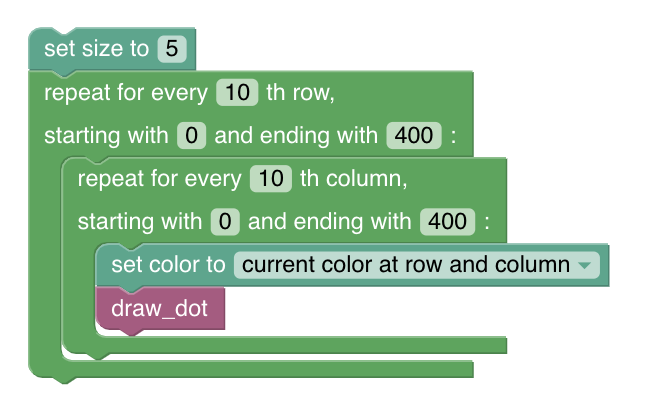 set size to 5
repeat for every 10 th row,
starting with 0 and ending with 400 :
repeat for every 10 th column,
starting with 0 and ending with 400 :
set color to current color at row and column
draw_dot